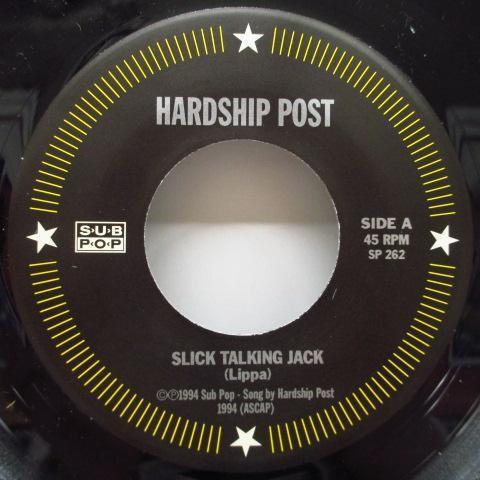 HARDSHIP POST
S·U·B
P·O·P
SIDE A
45 RPM
SP 262
SLICK TALKING JACK
(Lippa)
©℗1994 Sub Pop - Song by Hardship Post
1994 (ASCAP)